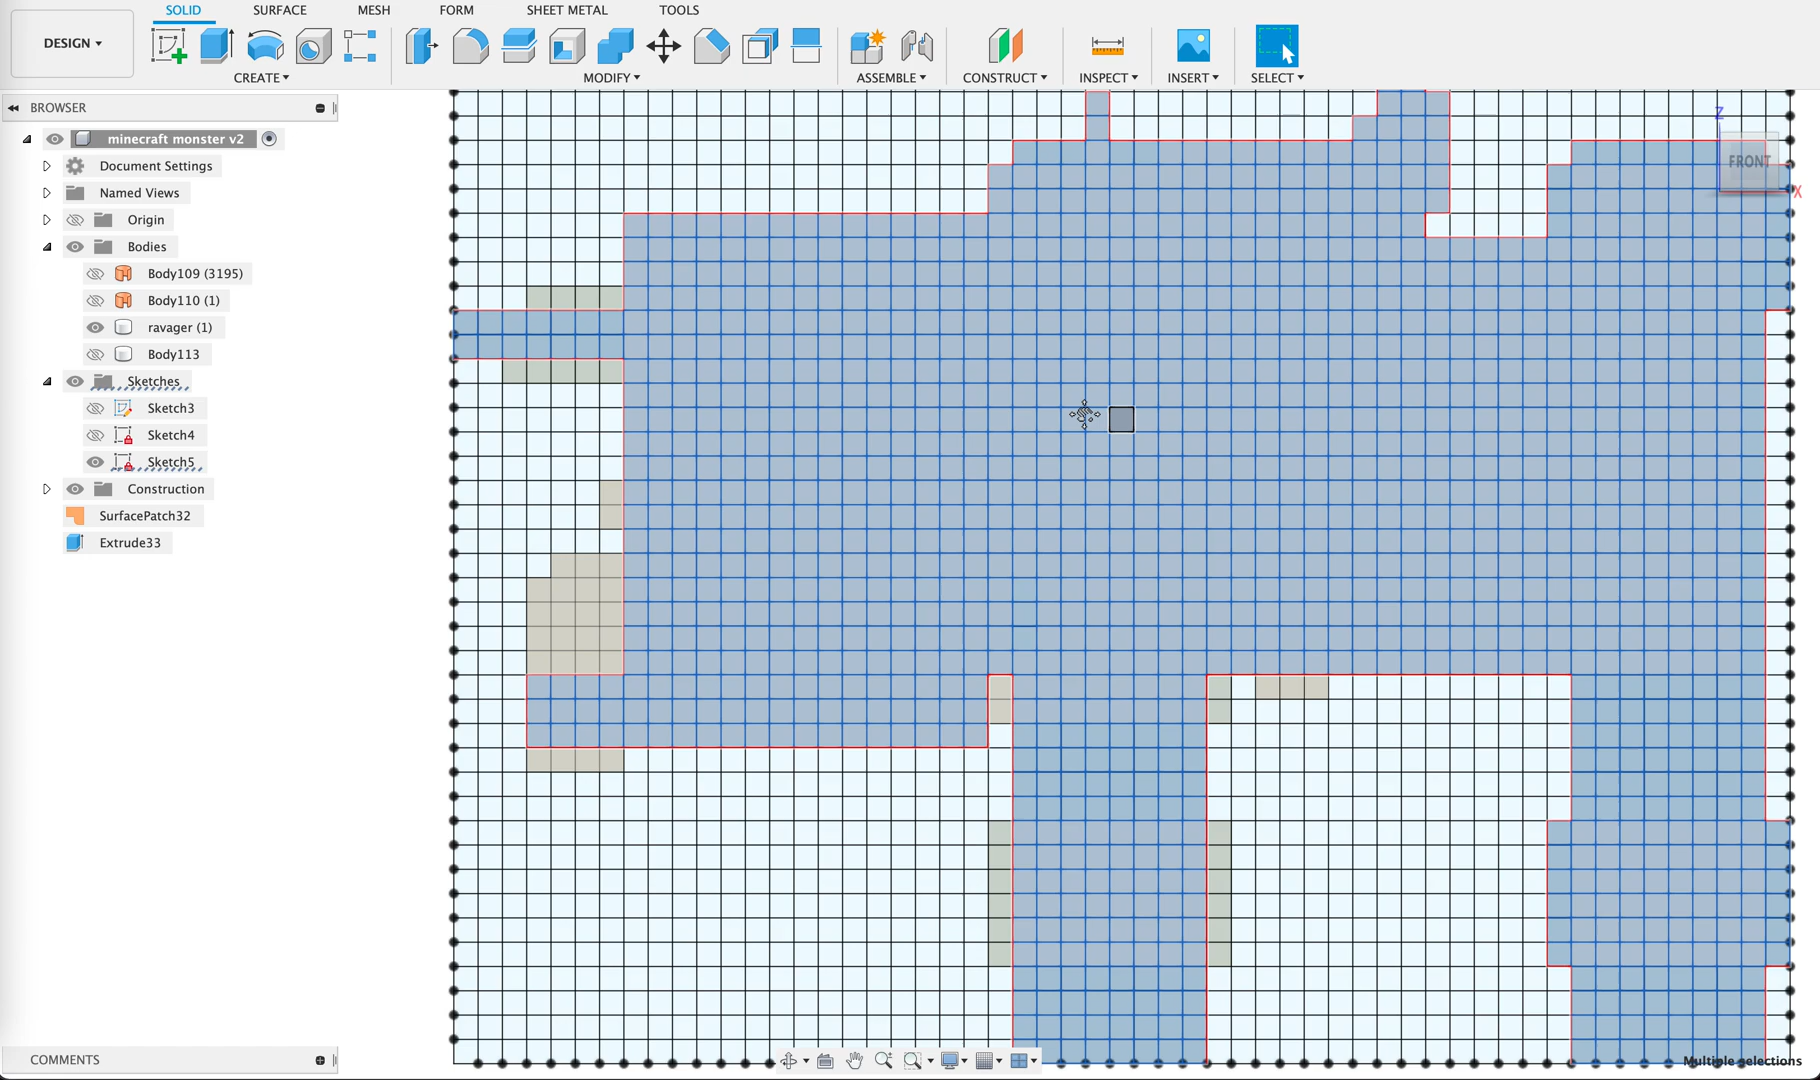 SOLID SURFACE MESH FORM SHEET METAL TOOLS
DESIGN
CREATE MODIFY ASSEMBLE CONSTRUCT INSPECT INSERT SELECT
BROWSER
minecraft monster v2
Document Settings
Named Views
Origin
Bodies
Body109 (3195)
Body110 (1)
ravager (1)
Body113
Sketches
Sketch3
Sketch4
Sketch5
Construction
SurfacePatch32
Extrude33
Z
FRONT
X
COMMENTS
Multiple selections